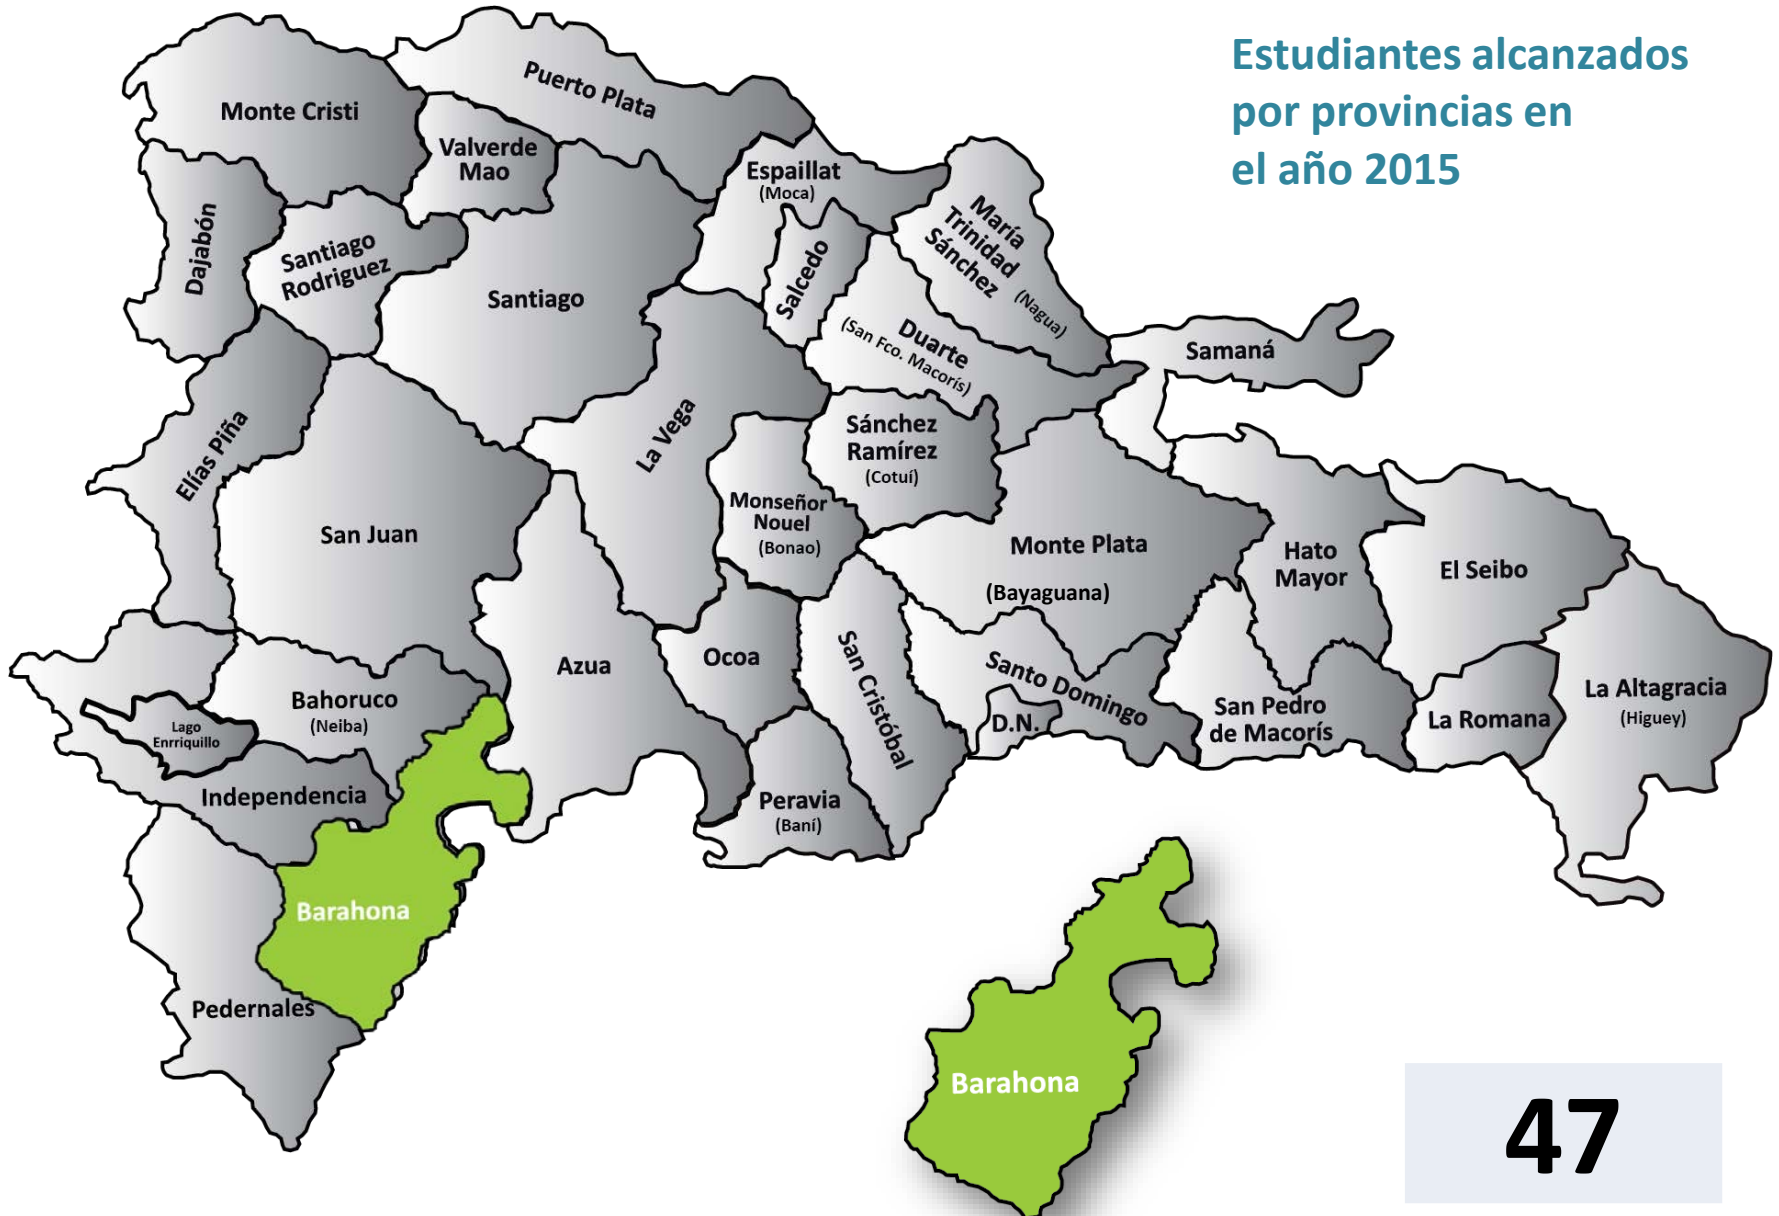 Estudiantes alcanzados
por provincias en
el año 2015
Puerto Plata
Monte Cristi
Valverde
Mao
Espaillat
(Moca)
María
Trinidad
Sánchez
(Nagua)
Dajabón
Santiago
Rodriguez
Santiago
Salcedo
Duarte
(San Fco. Macorís)
Samaná
Elías Piña
La Vega
Sánchez
Ramírez
(Cotuí)
San Juan
Monseñor
Nouel
(Bonao)
Monte Plata
(Bayaguana)
Hato
Mayor
El Seibo
Azua
Ocoa
San Cristóbal
Santo Domingo
D.N.
San Pedro
de Macorís
La Romana
La Altagracia
(Higuey)
Bahoruco
(Neiba)
Lago
Enrriquillo
Independencia
Peravia
(Baní)
Barahona
Pedernales
Barahona
47